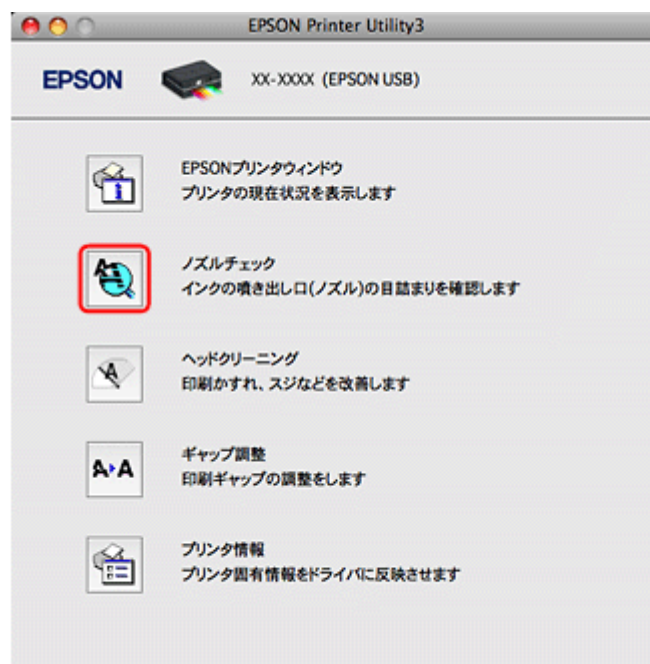 EPSON Printer Utility3
EPSON XX-XXXX (EPSON USB)
EPSONプリンタウィンドウ
プリンタの現在状況を表示します
ノズルチェック
インクの噴き出し口(ノズル)の目詰まりを確認します
ヘッドクリーニング
印刷かすれ、スジなどを改善します
ギャップ調整
印刷ギャップの調整をします
プリンタ情報
プリンタ固有情報をドライバに反映させます